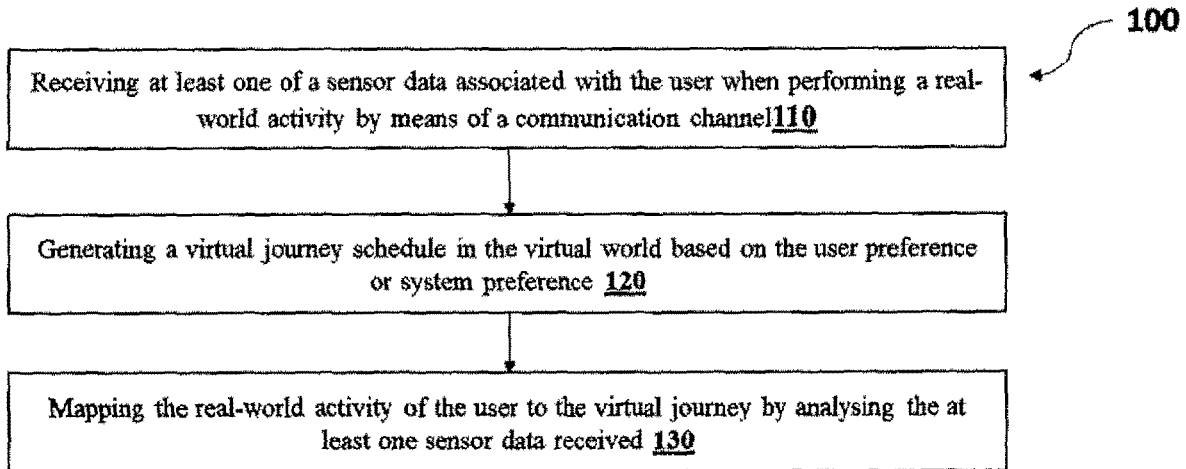 100
Receiving at least one of a sensor data associated with the user when performing a real-
world activity by means of a communication channel110
Generating a virtual journey schedule in the virtual world based on the user preference
or system preference 120
Mapping the real-world activity of the user to the virtual journey by analysing the at
least one sensor data received 130